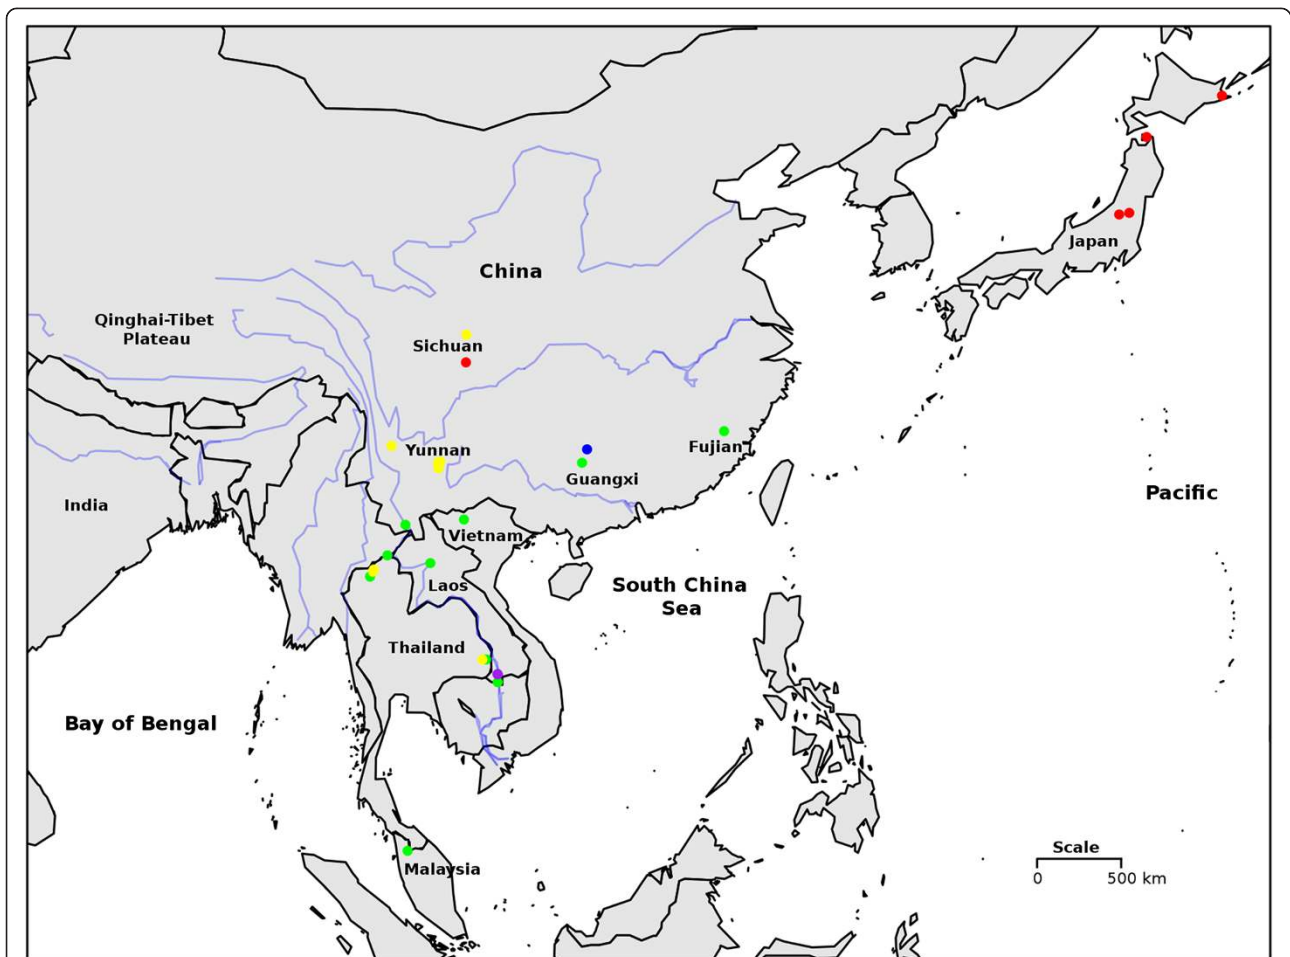 Japan
China
Qinghai-Tibet
Plateau
Sichuan
Yunnan
Fujian
Guangxi
India
Pacific
Vietnam
Laos
South China
Sea
Thailand
Bay of Bengal
Scale
0 500 km
Malaysia